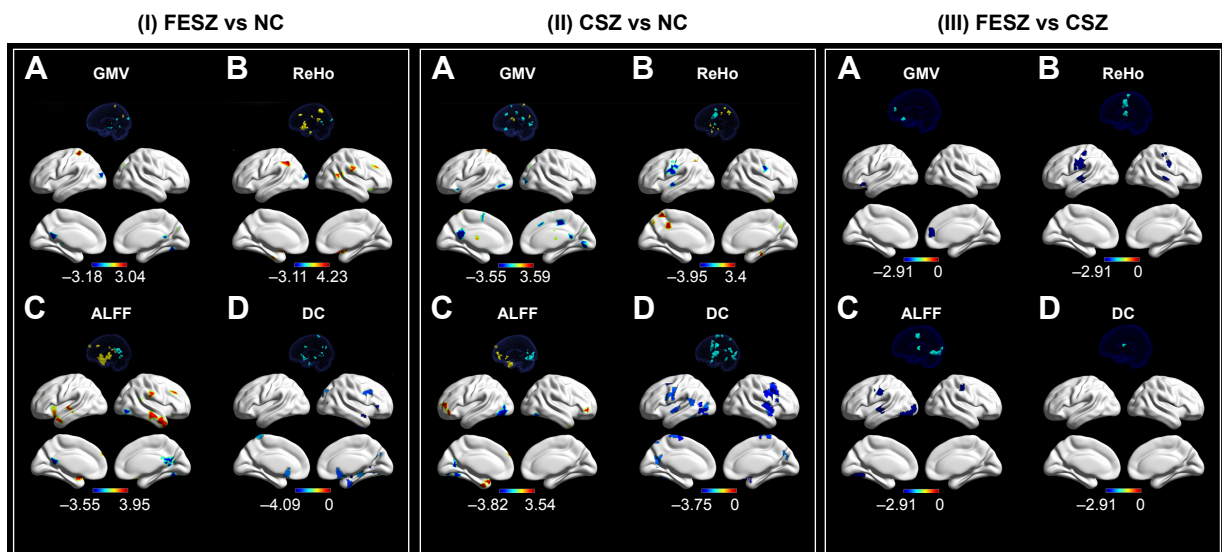 (I) FESZ vs NC
(II) CSZ vs NC
(III) FESZ vs CSZ
A
GMV
–3.18 3.04
B
ReHo
–3.11 4.23
C
ALFF
–3.55 3.95
D
DC
–4.09 0
A
GMV
–3.55 3.59
B
ReHo
–3.95 3.4
C
ALFF
–3.82 3.54
D
DC
–3.75 0
A
GMV
–2.91 0
B
ReHo
–2.91 0
C
ALFF
–2.91 0
D
DC
–2.91 0